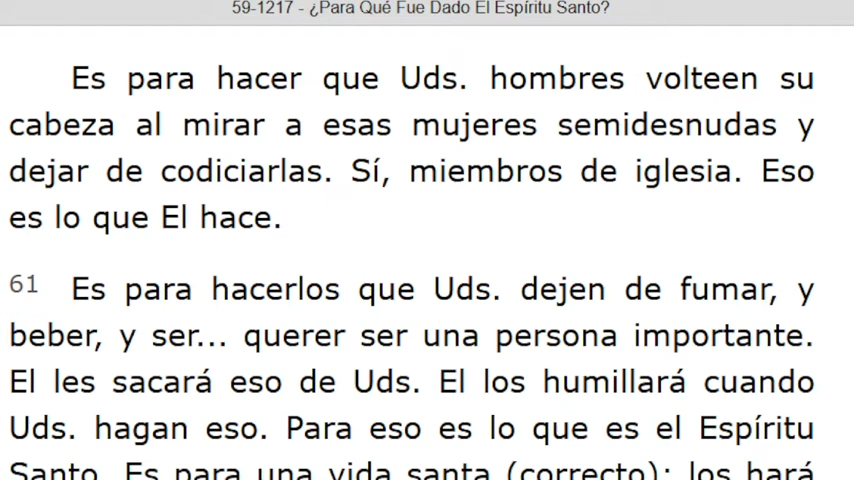 59-1217 - ¿Para Qué Fue Dado El Espíritu Santo?
Es para hacer que Uds. hombres volteen su
cabeza al mirar a esas mujeres semidesnudas y
dejar de codiciarlas. Sí, miembros de iglesia. Eso
es lo que El hace.
61 Es para hacerlos que Uds. dejen de fumar, y
beber, y ser... querer ser una persona importante.
El les sacará eso de Uds. El los humillará cuando
Uds. hagan eso. Para eso es lo que es el Espíritu
Santo. Es para una vida santa (correcto); los hará